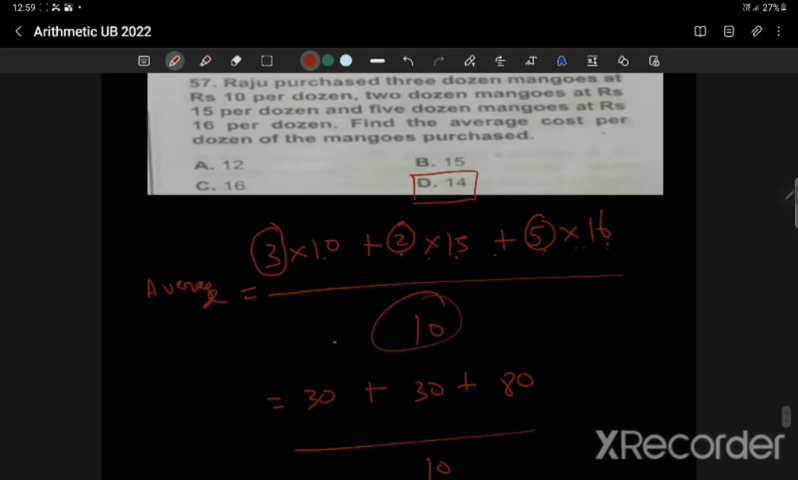 12:59
27%
Arithmetic UB 2022
57. Raju purchased three dozen mangoes at
Rs 10 per dozen, two dozen mangoes at Rs
15 per dozen and five dozen mangoes at Rs
16 per dozen. Find the average cost per
dozen of the mangoes purchased.
A. 12 B. 15
C. 16 D. 14
3 × 10 + 2 × 15 + 5 × 16
Average =
10
= 30 + 30 + 80
10
XRecorder